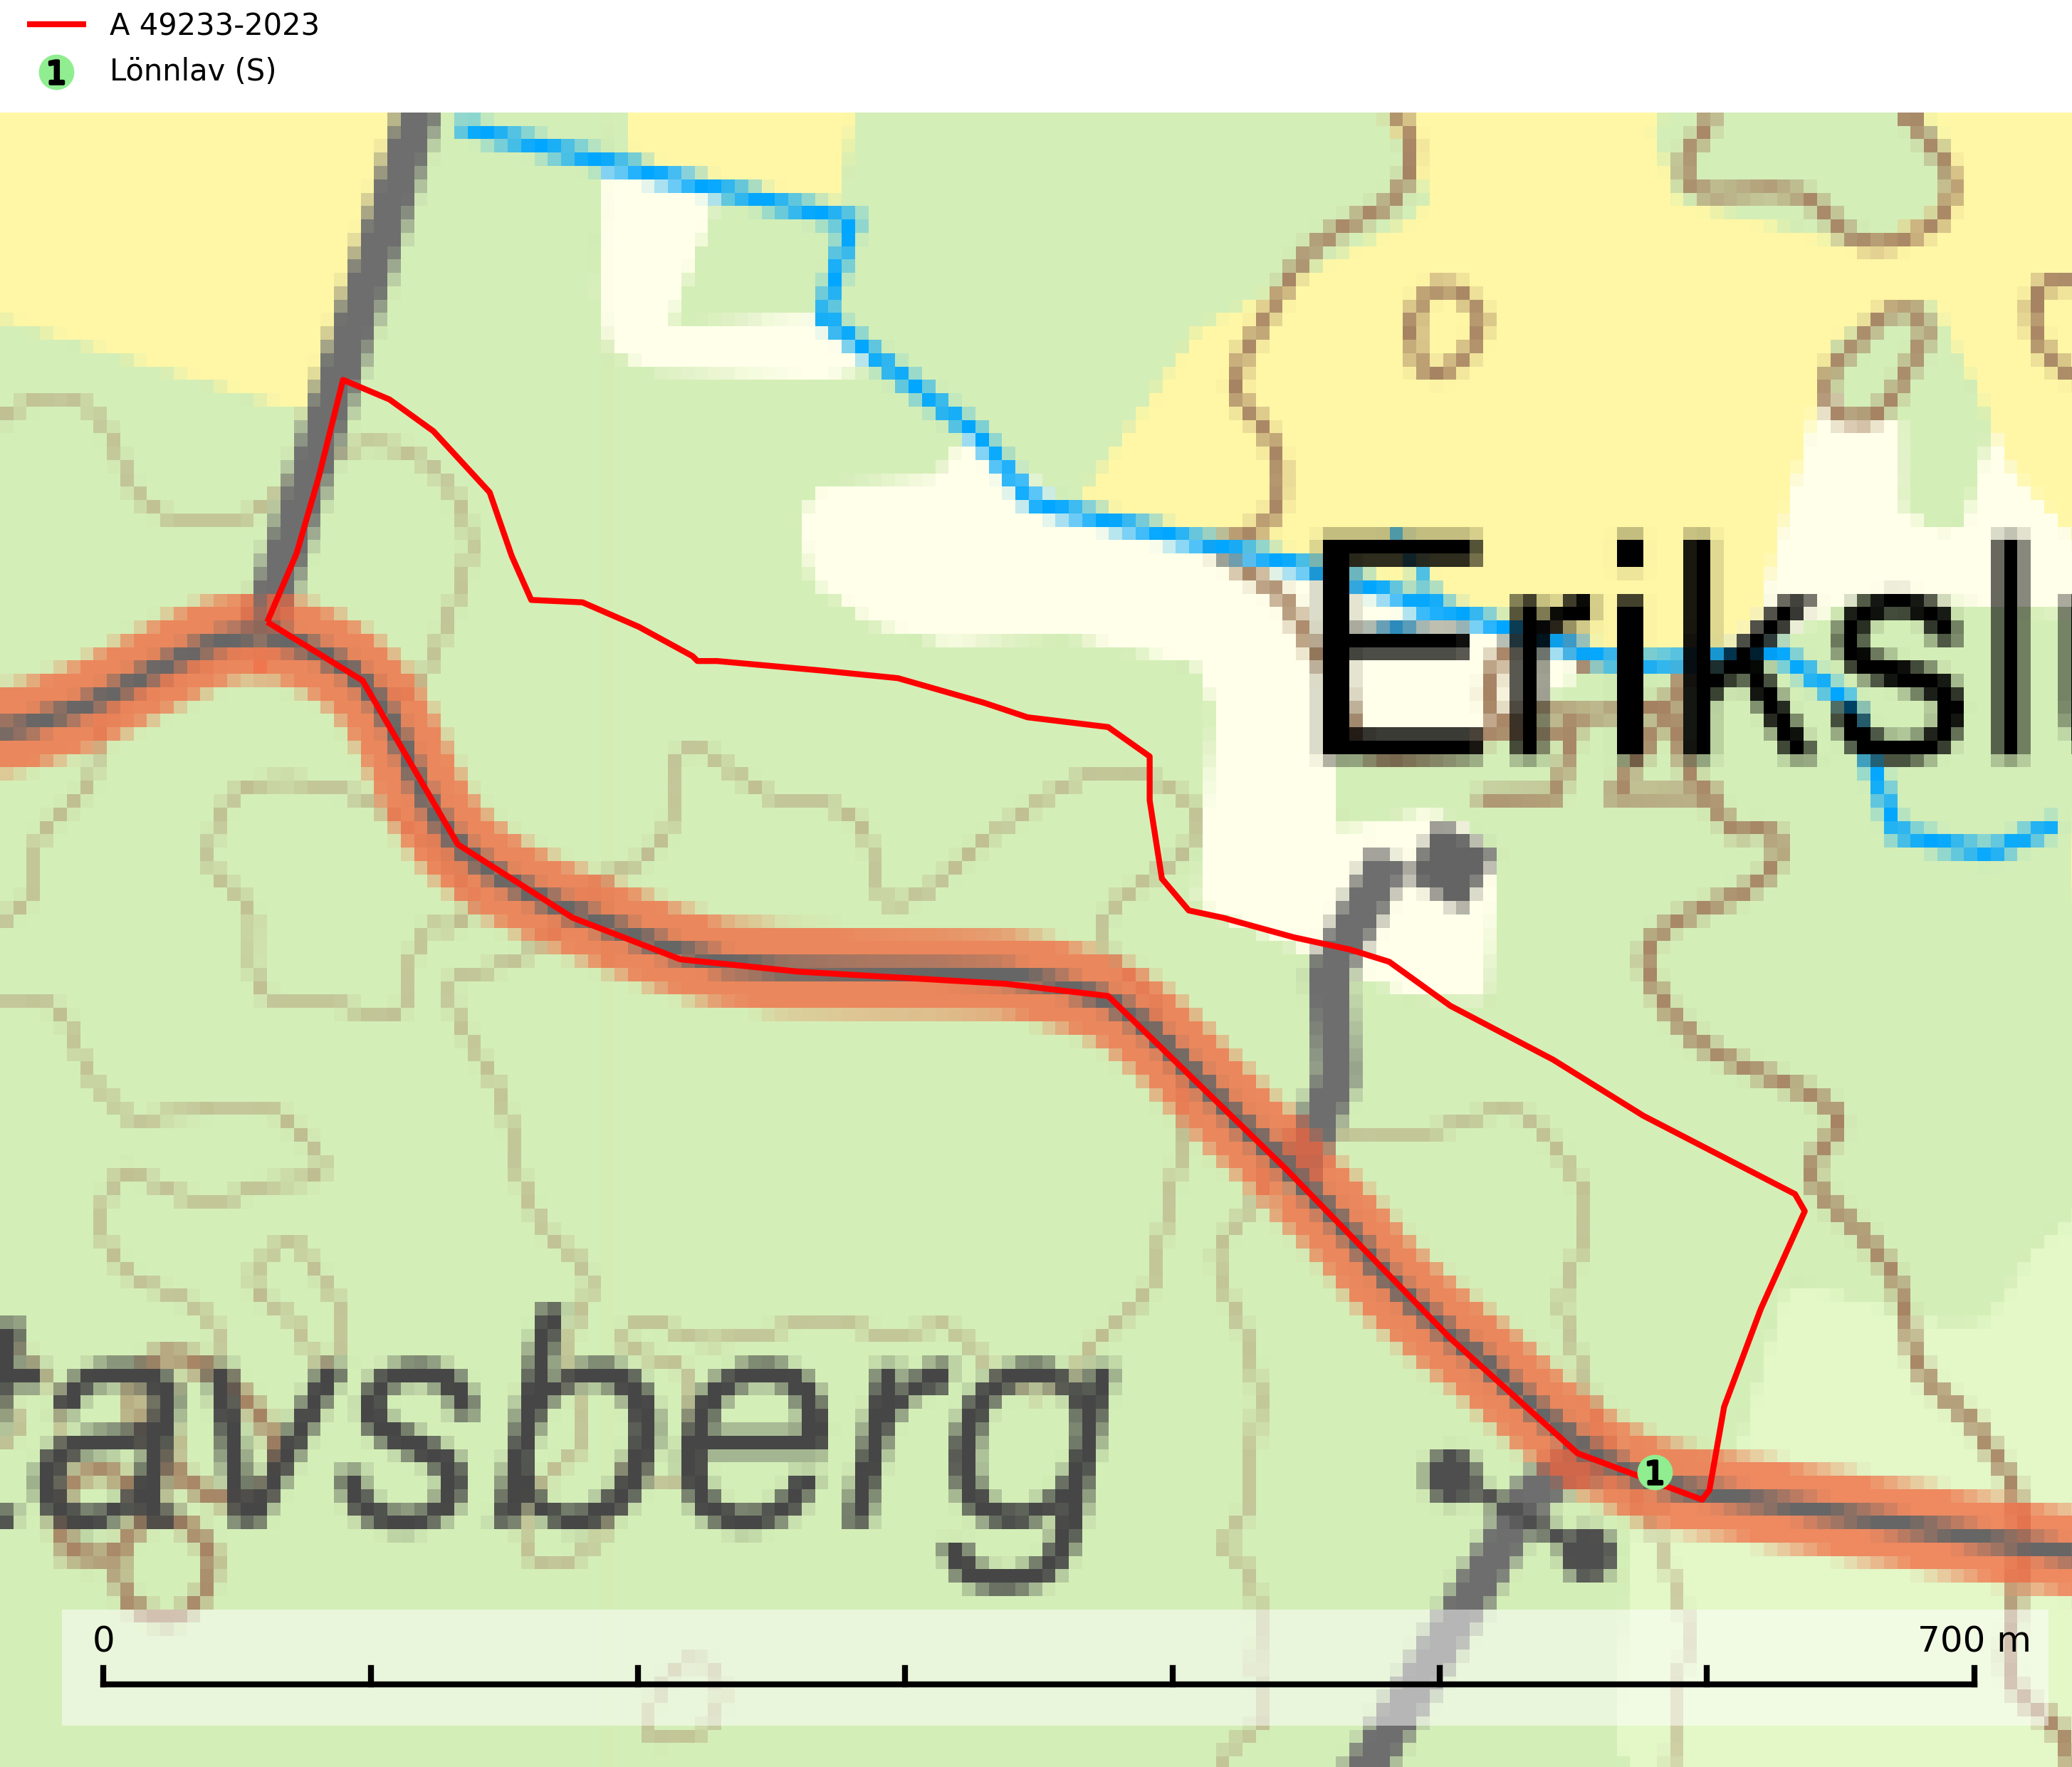 A 49233-2023
1 Lönnlav (S)
Eriksl
1
avsberg
0 700 m